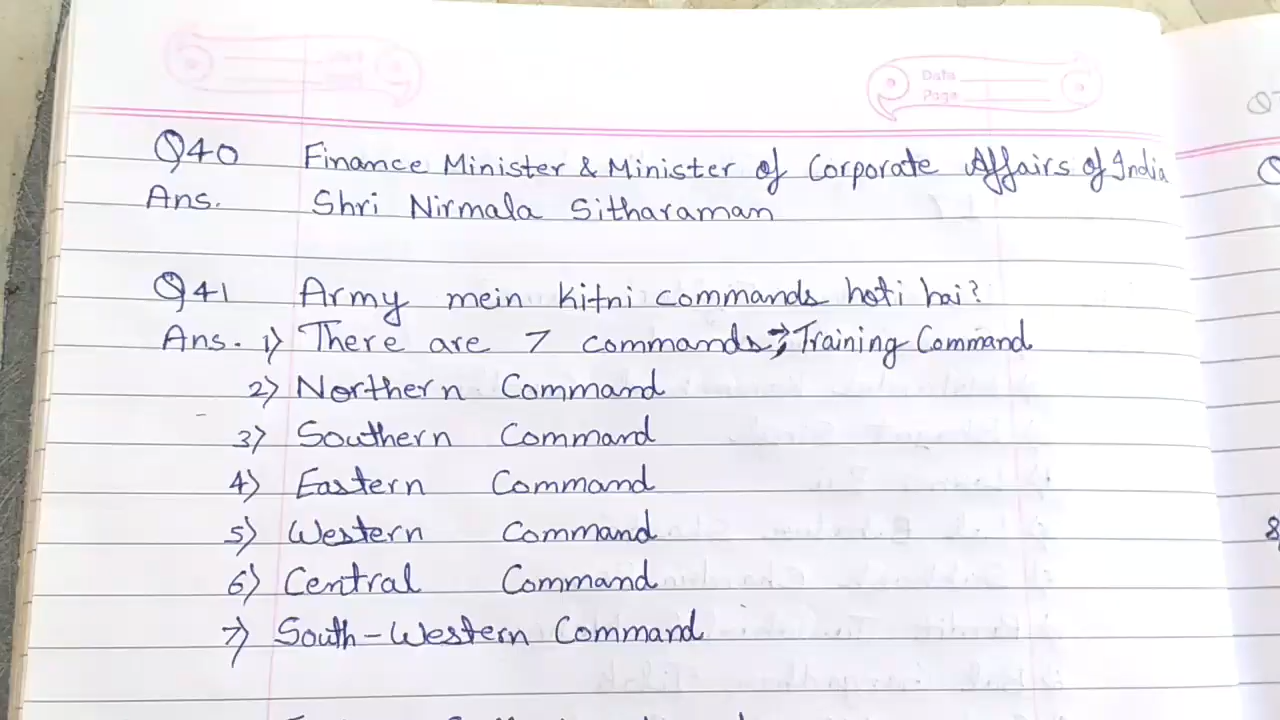 Data
Page
Q40 Finance Minister & Minister of Corporate Affairs of India
Ans. Shri Nirmala Sitharaman
Q41 Army mein kitni commands hoti hai?
Ans. 1) There are 7 commands ⇒ Training Command
2) Northern Command
3) Southern Command
4) Eastern Command
5) Western Command
6) Central Command
7) South-Western Command